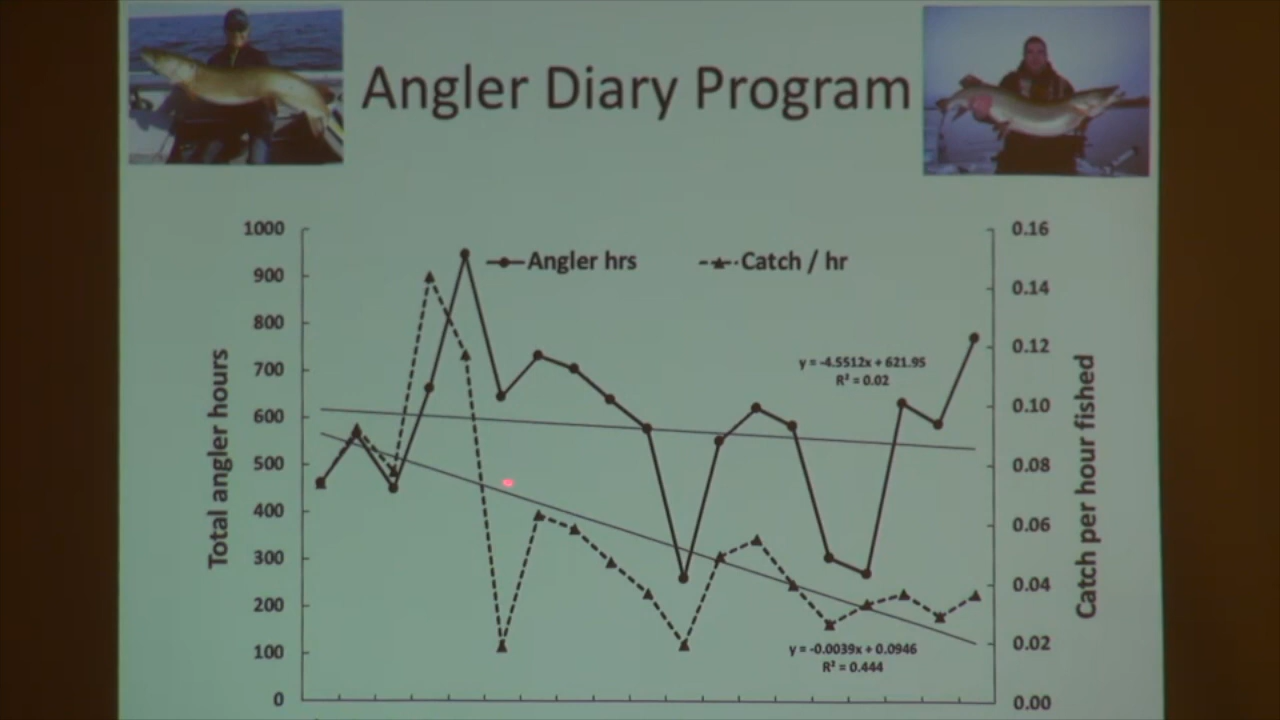 Angler Diary Program
Angler hrs
Catch / hr
1000
900
800
700
600
500
400
300
200
100
0
Total angler hours
0.16
0.14
0.12
0.10
0.08
0.06
0.04
0.02
0.00
Catch per hour fished
y = -4.5512x + 621.95
R² = 0.02
y = -0.0039x + 0.0946
R² = 0.444